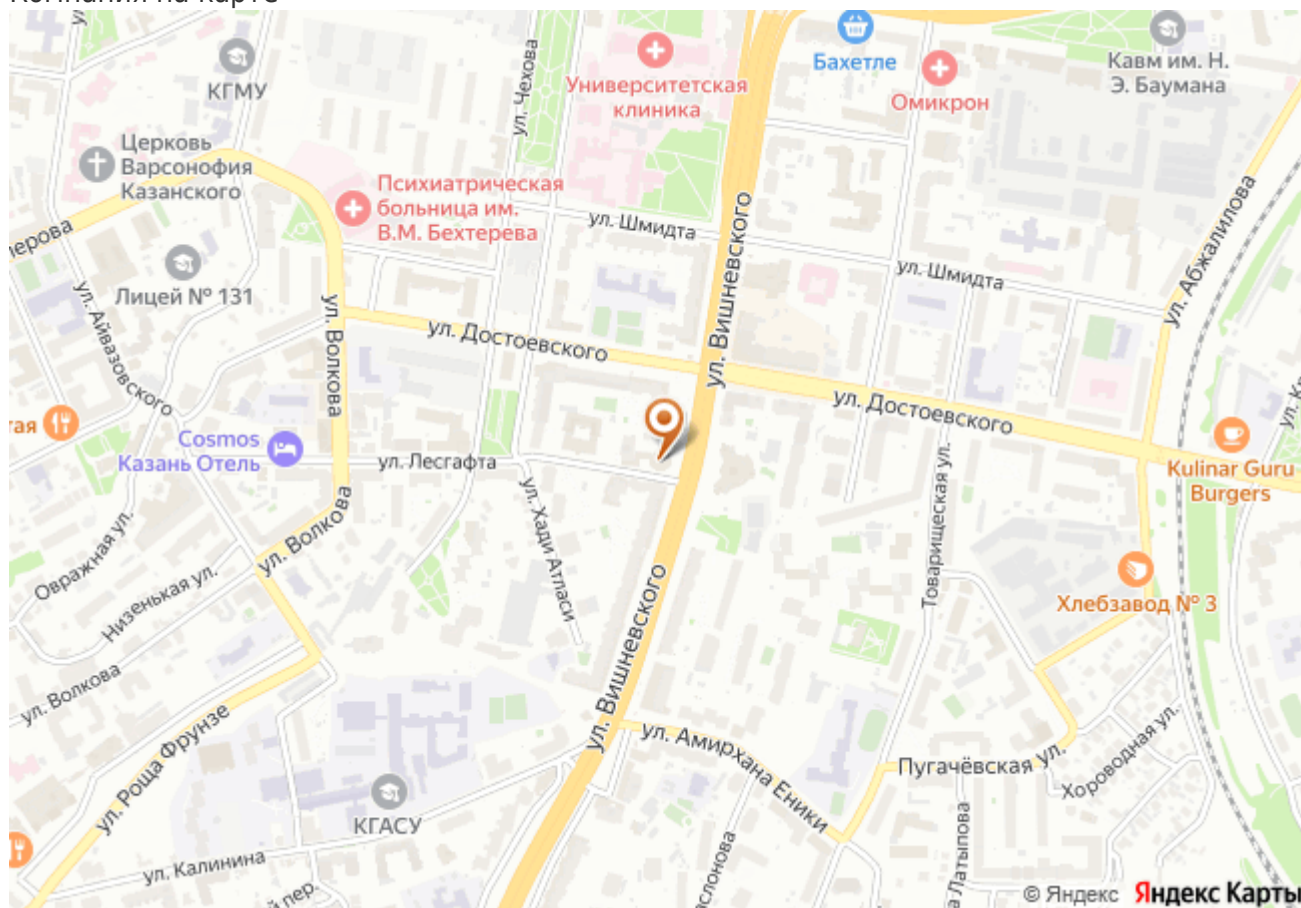 Компания на карте
КГМУ
ул. Чехова
Университетская
клиника
Бахетле
Омикрон
Кавм им. Н.
Э. Баумана
Церковь
Варсонофия
Казанского
Психиатрическая
больница им.
В.М. Бехтерева
ул. Шмидта
ул. Вишневского
ул. Шмидта
ул. Абжалилова
Лицей № 131
ул. Айвазовского
ул. Волкова
ул. Достоевского
ул. Достоевского
Cosmos
Казань Отель
ул. Лесгафта
Kulinar Guru
Burgers
Овражная ул.
Низенькая ул.
ул. Волкова
ул. Хади Атласи
Товарищеская ул.
Хлебзавод № 3
ул. Волкова
ул. Роща Фрунзе
ул. Вишневского
ул. Амирхана Еники
Пугачёвская ул.
Хороводная ул.
КГАСУ
ул. Калинина
© Яндекс Яндекс Карты